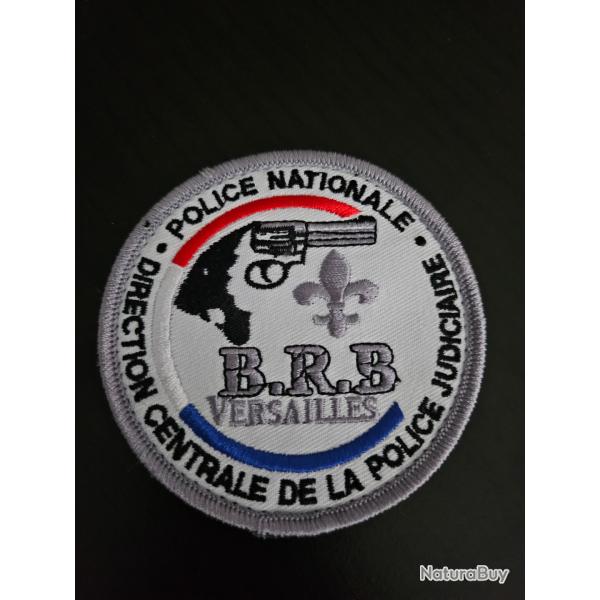 • POLICE NATIONALE •
DIRECTION CENTRALE DE LA POLICE JUDICIAIRE
B.R.B
VERSAILLES
NaturaBuy